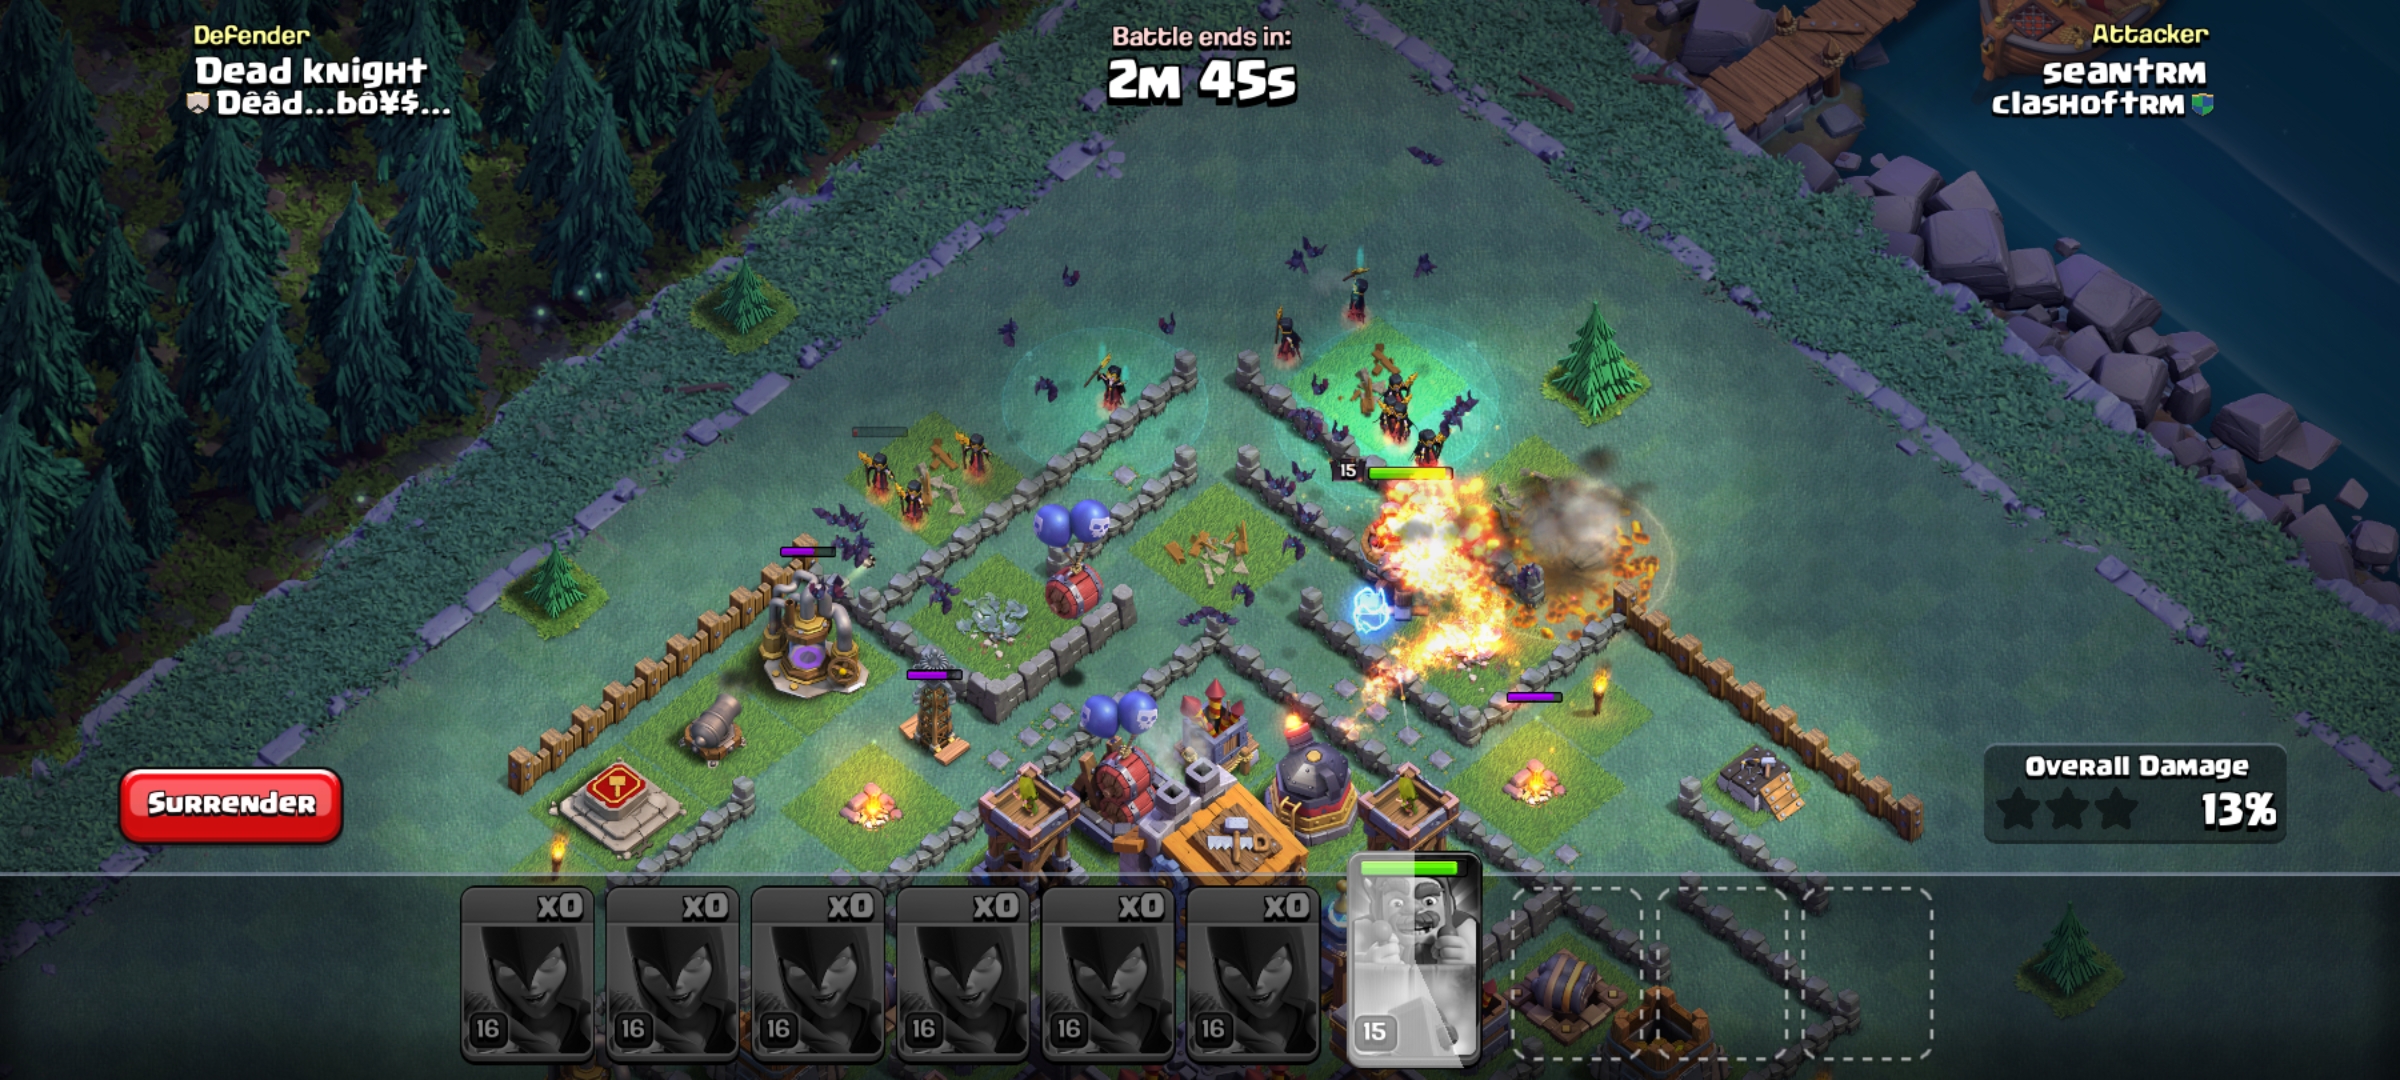 Defender
Dead knight
Dêâd...bô¥$...
Battle ends in:
2M 45s
Attacker
seantrm
clashoftrm
15
Surrender
Overall Damage
13%
x0
x0
x0
x0
x0
x0
16
16
16
16
16
16
15